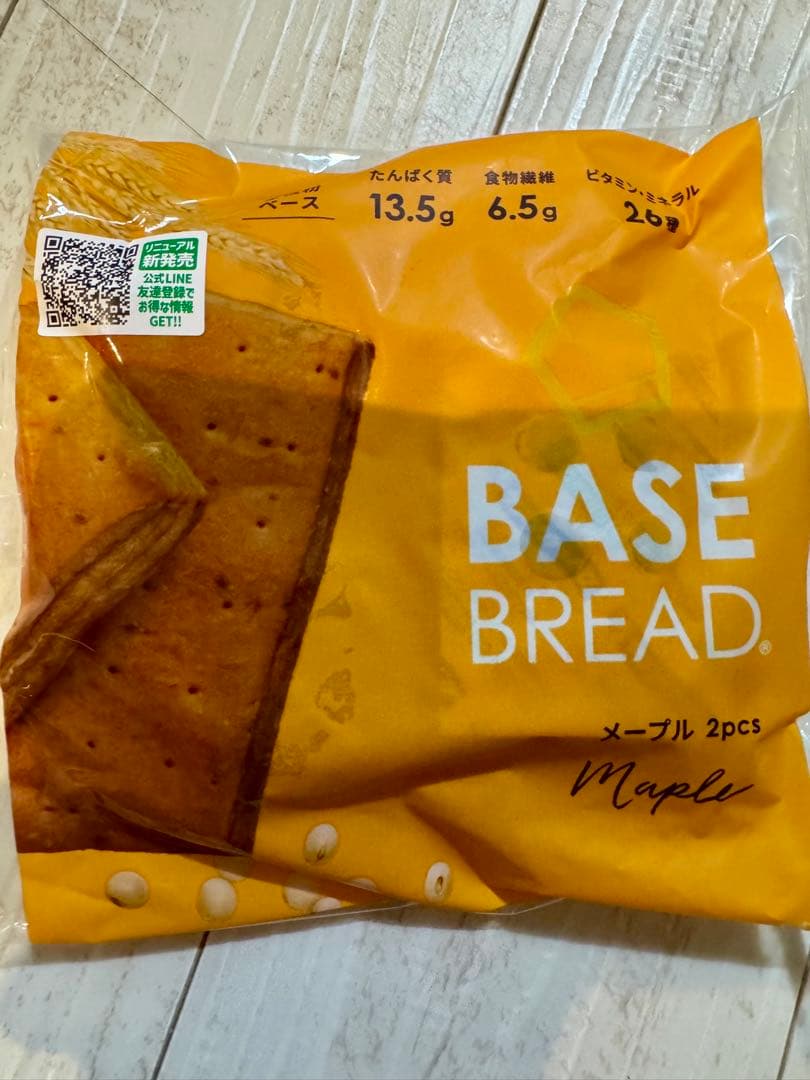 ベース
たんぱく質
13.5g
食物繊維
6.5g
ビタミン・ミネラル
26種
リニューアル
新発売
公式LINE
友達登録で
お得な情報
GET!!
BASE
BREAD®
メープル 2pcs
Maple